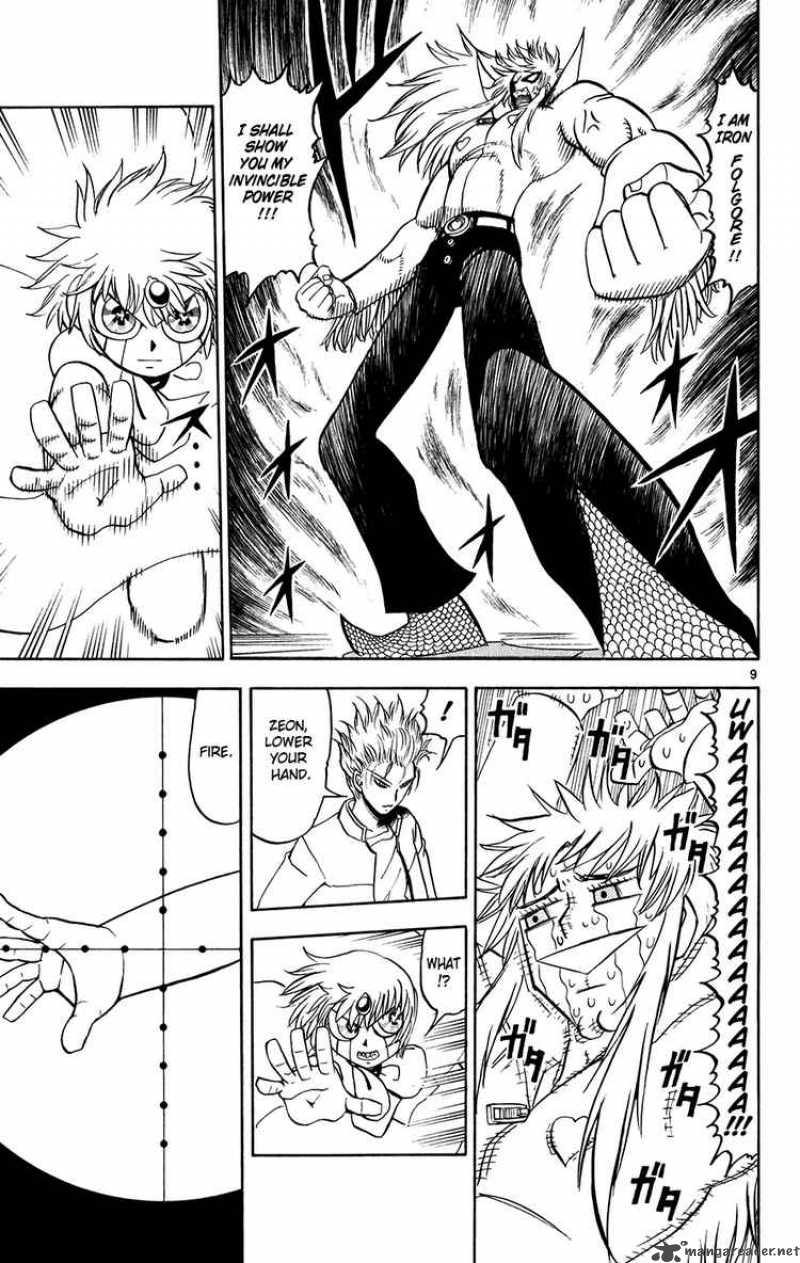 I AM
IRON
FOLGORE!!
I SHALL
SHOW
YOU MY
INVINCIBLE
POWER
!!!
9
UWAAAAAAAAAAAAAAAAAAA!!!
ガタ
ガタ
ガタ
ガタ
ガタ
ガタ
!
ZEON,
LOWER
YOUR
HAND.
WHAT
!?
FIRE.
mangareader.net